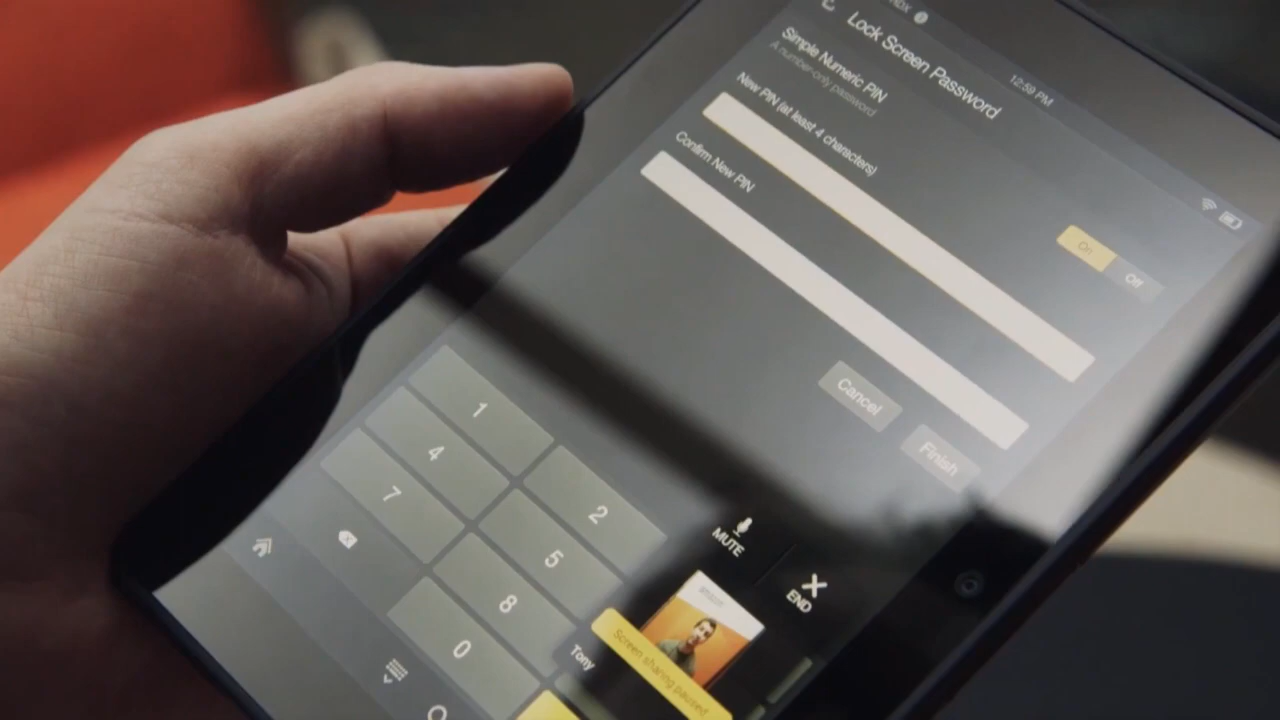 12:59 PM
Lock Screen Password
Simple Numeric PIN
A number-only password
On
Off
New PIN (at least 4 characters)
Confirm New PIN
Cancel
Finish
1
2
4
5
7
8
0
MUTE
END
amazon
Tony
Screen sharing paused